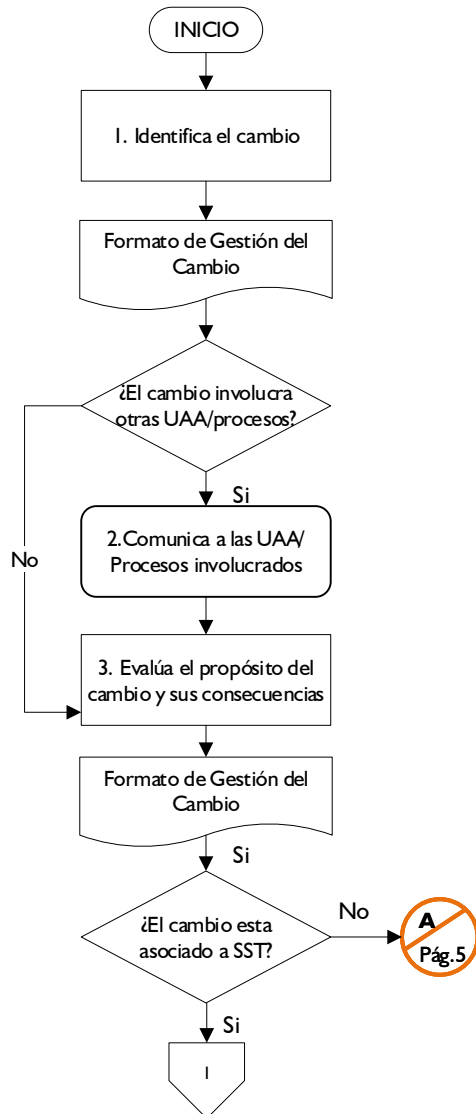 INICIO
1. Identifica el cambio
Formato de Gestión del
Cambio
¿El cambio involucra
otras UAA/procesos?
Si
No
2.Comunica a las UAA/
Procesos involucrados
3. Evalúa el propósito del
cambio y sus consecuencias
Formato de Gestión del
Cambio
Si
¿El cambio esta
asociado a SST?
No
A
Pág.5
Si
1